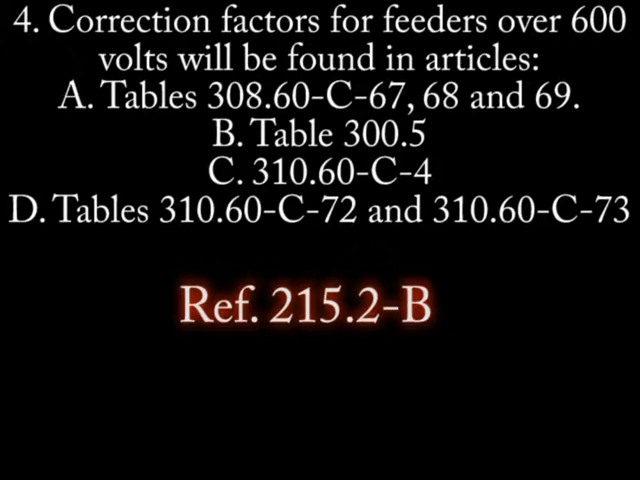 4. Correction factors for feeders over 600
volts will be found in articles:
A. Tables 308.60-C-67, 68 and 69.
B. Table 300.5
C. 310.60-C-4
D. Tables 310.60-C-72 and 310.60-C-73
Ref. 215.2-B